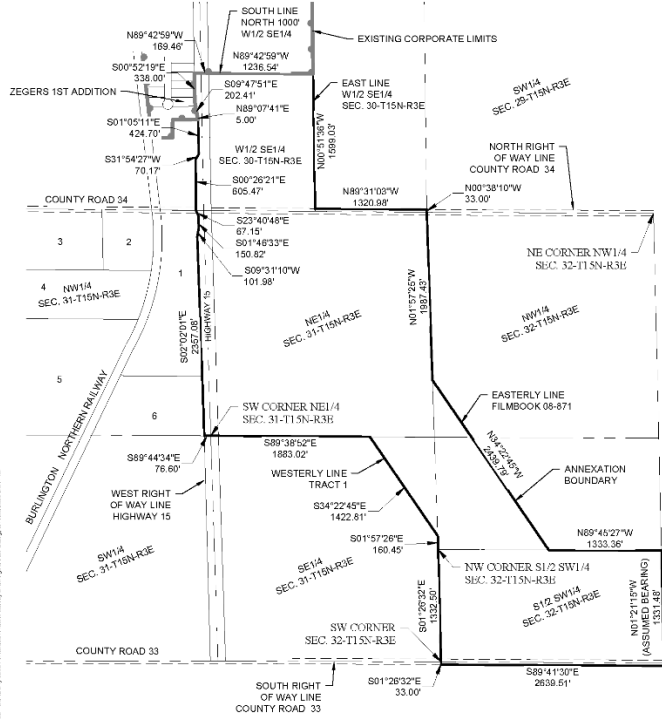 SOUTH LINE
NORTH 1000'
W1/2 SE1/4
N89°42'59"W
169.46'
N89°42'59"W
1236.54'
EXISTING CORPORATE LIMITS
S00°52'19"E
338.00'
S09°47'51"E
202.41'
EAST LINE
W1/2 SE1/4
SEC. 30-T15N-R3E
SW1/4
SEC. 29-T15N-R3E
ZEGERS 1ST ADDITION
N89°07'41"E
5.00'
S01°05'11"E
424.70'
N00°51'36"W
1599.03'
W1/2 SE1/4
SEC. 30-T15N-R3E
NORTH RIGHT
OF WAY LINE
COUNTY ROAD 34
S31°54'27"W
70.17'
S00°26'21"E
605.47'
N89°31'03"W
1320.98'
N00°38'10"W
33.00'
COUNTY ROAD 34
S23°40'48"E
67.15'
S01°46'33"E
150.82'
S09°31'10"W
101.98'
3
2
1
4
NW1/4
SEC. 31-T15N-R3E
NE CORNER NW1/4
SEC. 32-T15N-R3E
S02°02'01"E
2357.08'
HIGHWAY 15
NE1/4
SEC. 31-T15N-R3E
N01°57'26"W
1987.43'
NW1/4
SEC. 32-T15N-R3E
5
6
BURLINGTON NORTHERN RAILWAY
EASTERLY LINE
FILMBOOK 08-871
SW CORNER NE1/4
SEC. 31-T15N-R3E
S89°38'52"E
1883.02'
N34°22'45"W
2439.79'
S89°44'34"E
76.60'
WESTERLY LINE
TRACT 1
ANNEXATION
BOUNDARY
WEST RIGHT
OF WAY LINE
HIGHWAY 15
S34°22'45"E
1422.81'
N89°45'27"W
1333.36'
S01°57'26"E
160.45'
SW1/4
SEC. 31-T15N-R3E
SE1/4
SEC. 31-T15N-R3E
NW CORNER S1/2 SW1/4
SEC. 32-T15N-R3E
S01°26'32"E
1332.50'
S1/2 SW1/4
SEC. 32-T15N-R3E
N01°21'15"W
(ASSUMED BEARING)
1331.48'
SW CORNER
SEC. 32-T15N-R3E
COUNTY ROAD 33
SOUTH RIGHT
OF WAY LINE
COUNTY ROAD 33
S01°26'32"E
33.00'
S89°41'30"E
2639.51'